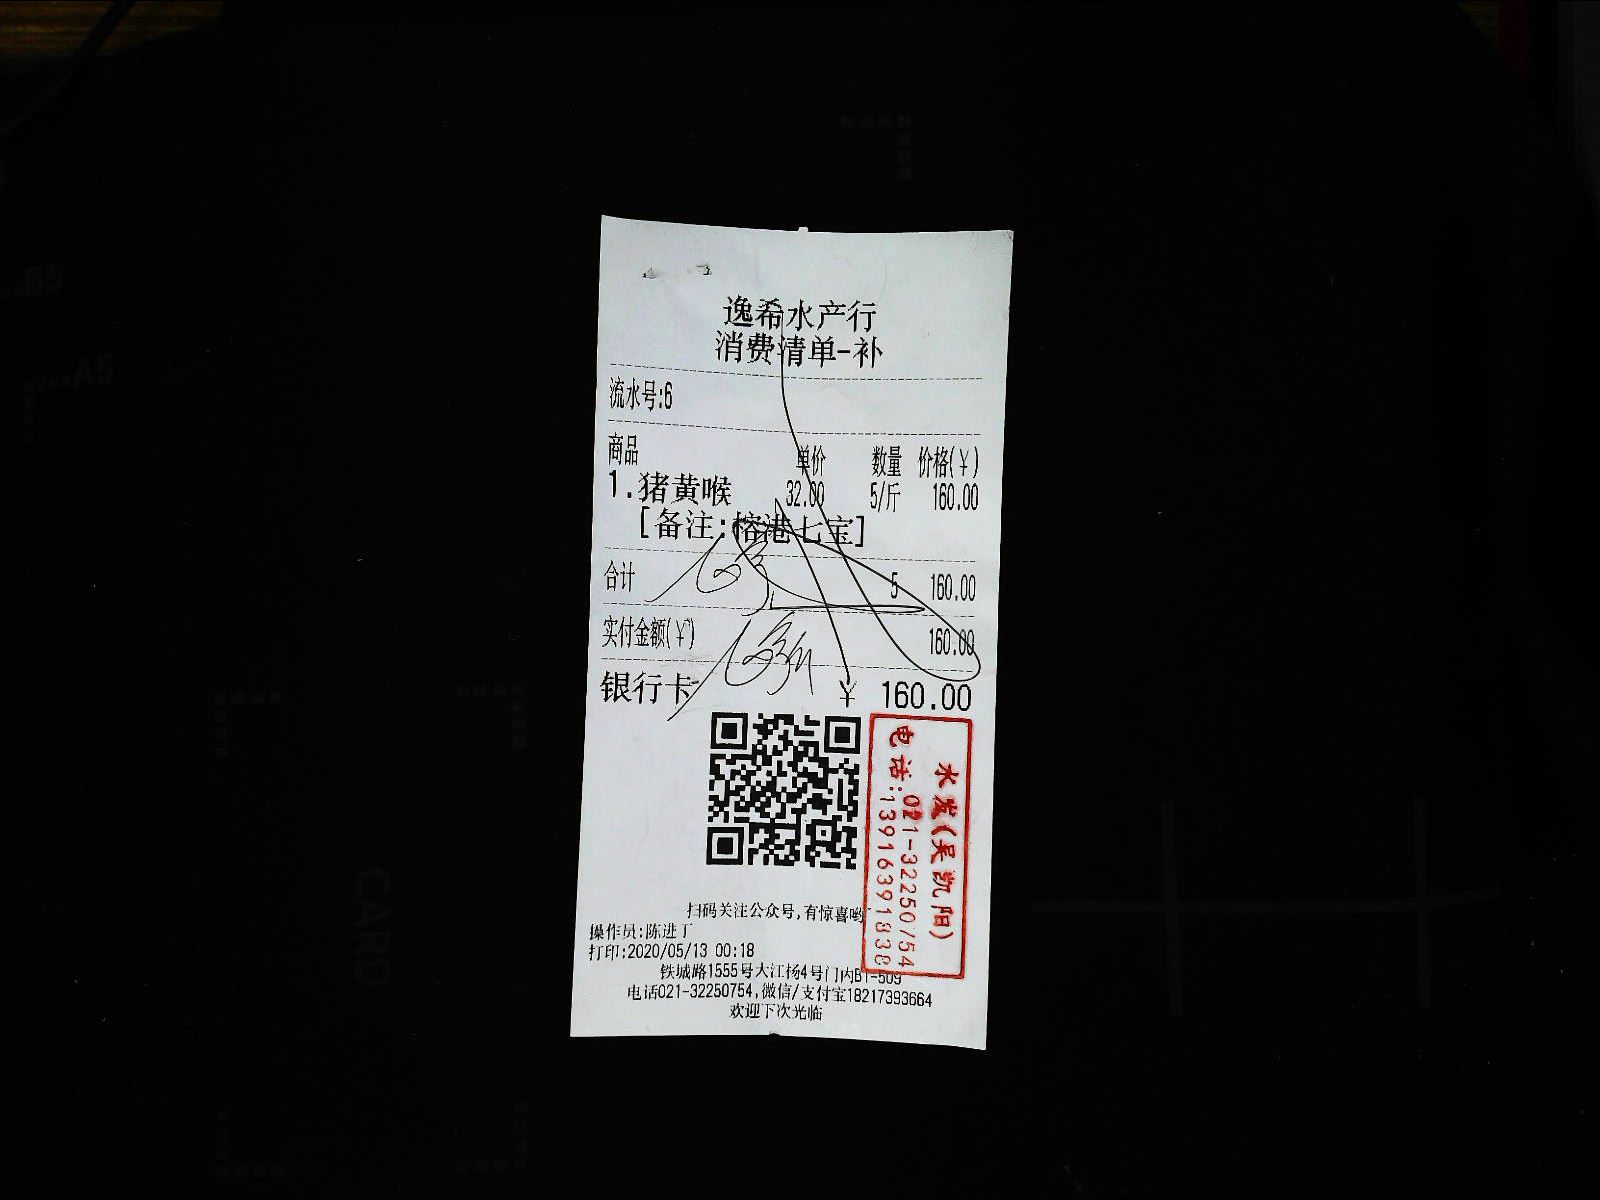 逸希水产行
消费清单-补
流水号:6
商品 单价 数量 价格(¥)
1.猪黄喉 32.00 5/斤 160.00
[备注:榕港七宝]
合计 5 160.00
实付金额(¥) 160.00
银行卡 ¥ 160.00
水发(吴凯阳)
电话:021-32250754
13916391838
扫码关注公众号,有惊喜哟
操作员:陈进丁
打印:2020/05/13 00:18
铁城路1555号大江杨4号门内B1-509
电话021-32250754,微信/支付宝18217393664
欢迎下次光临
CARD
A5
B5